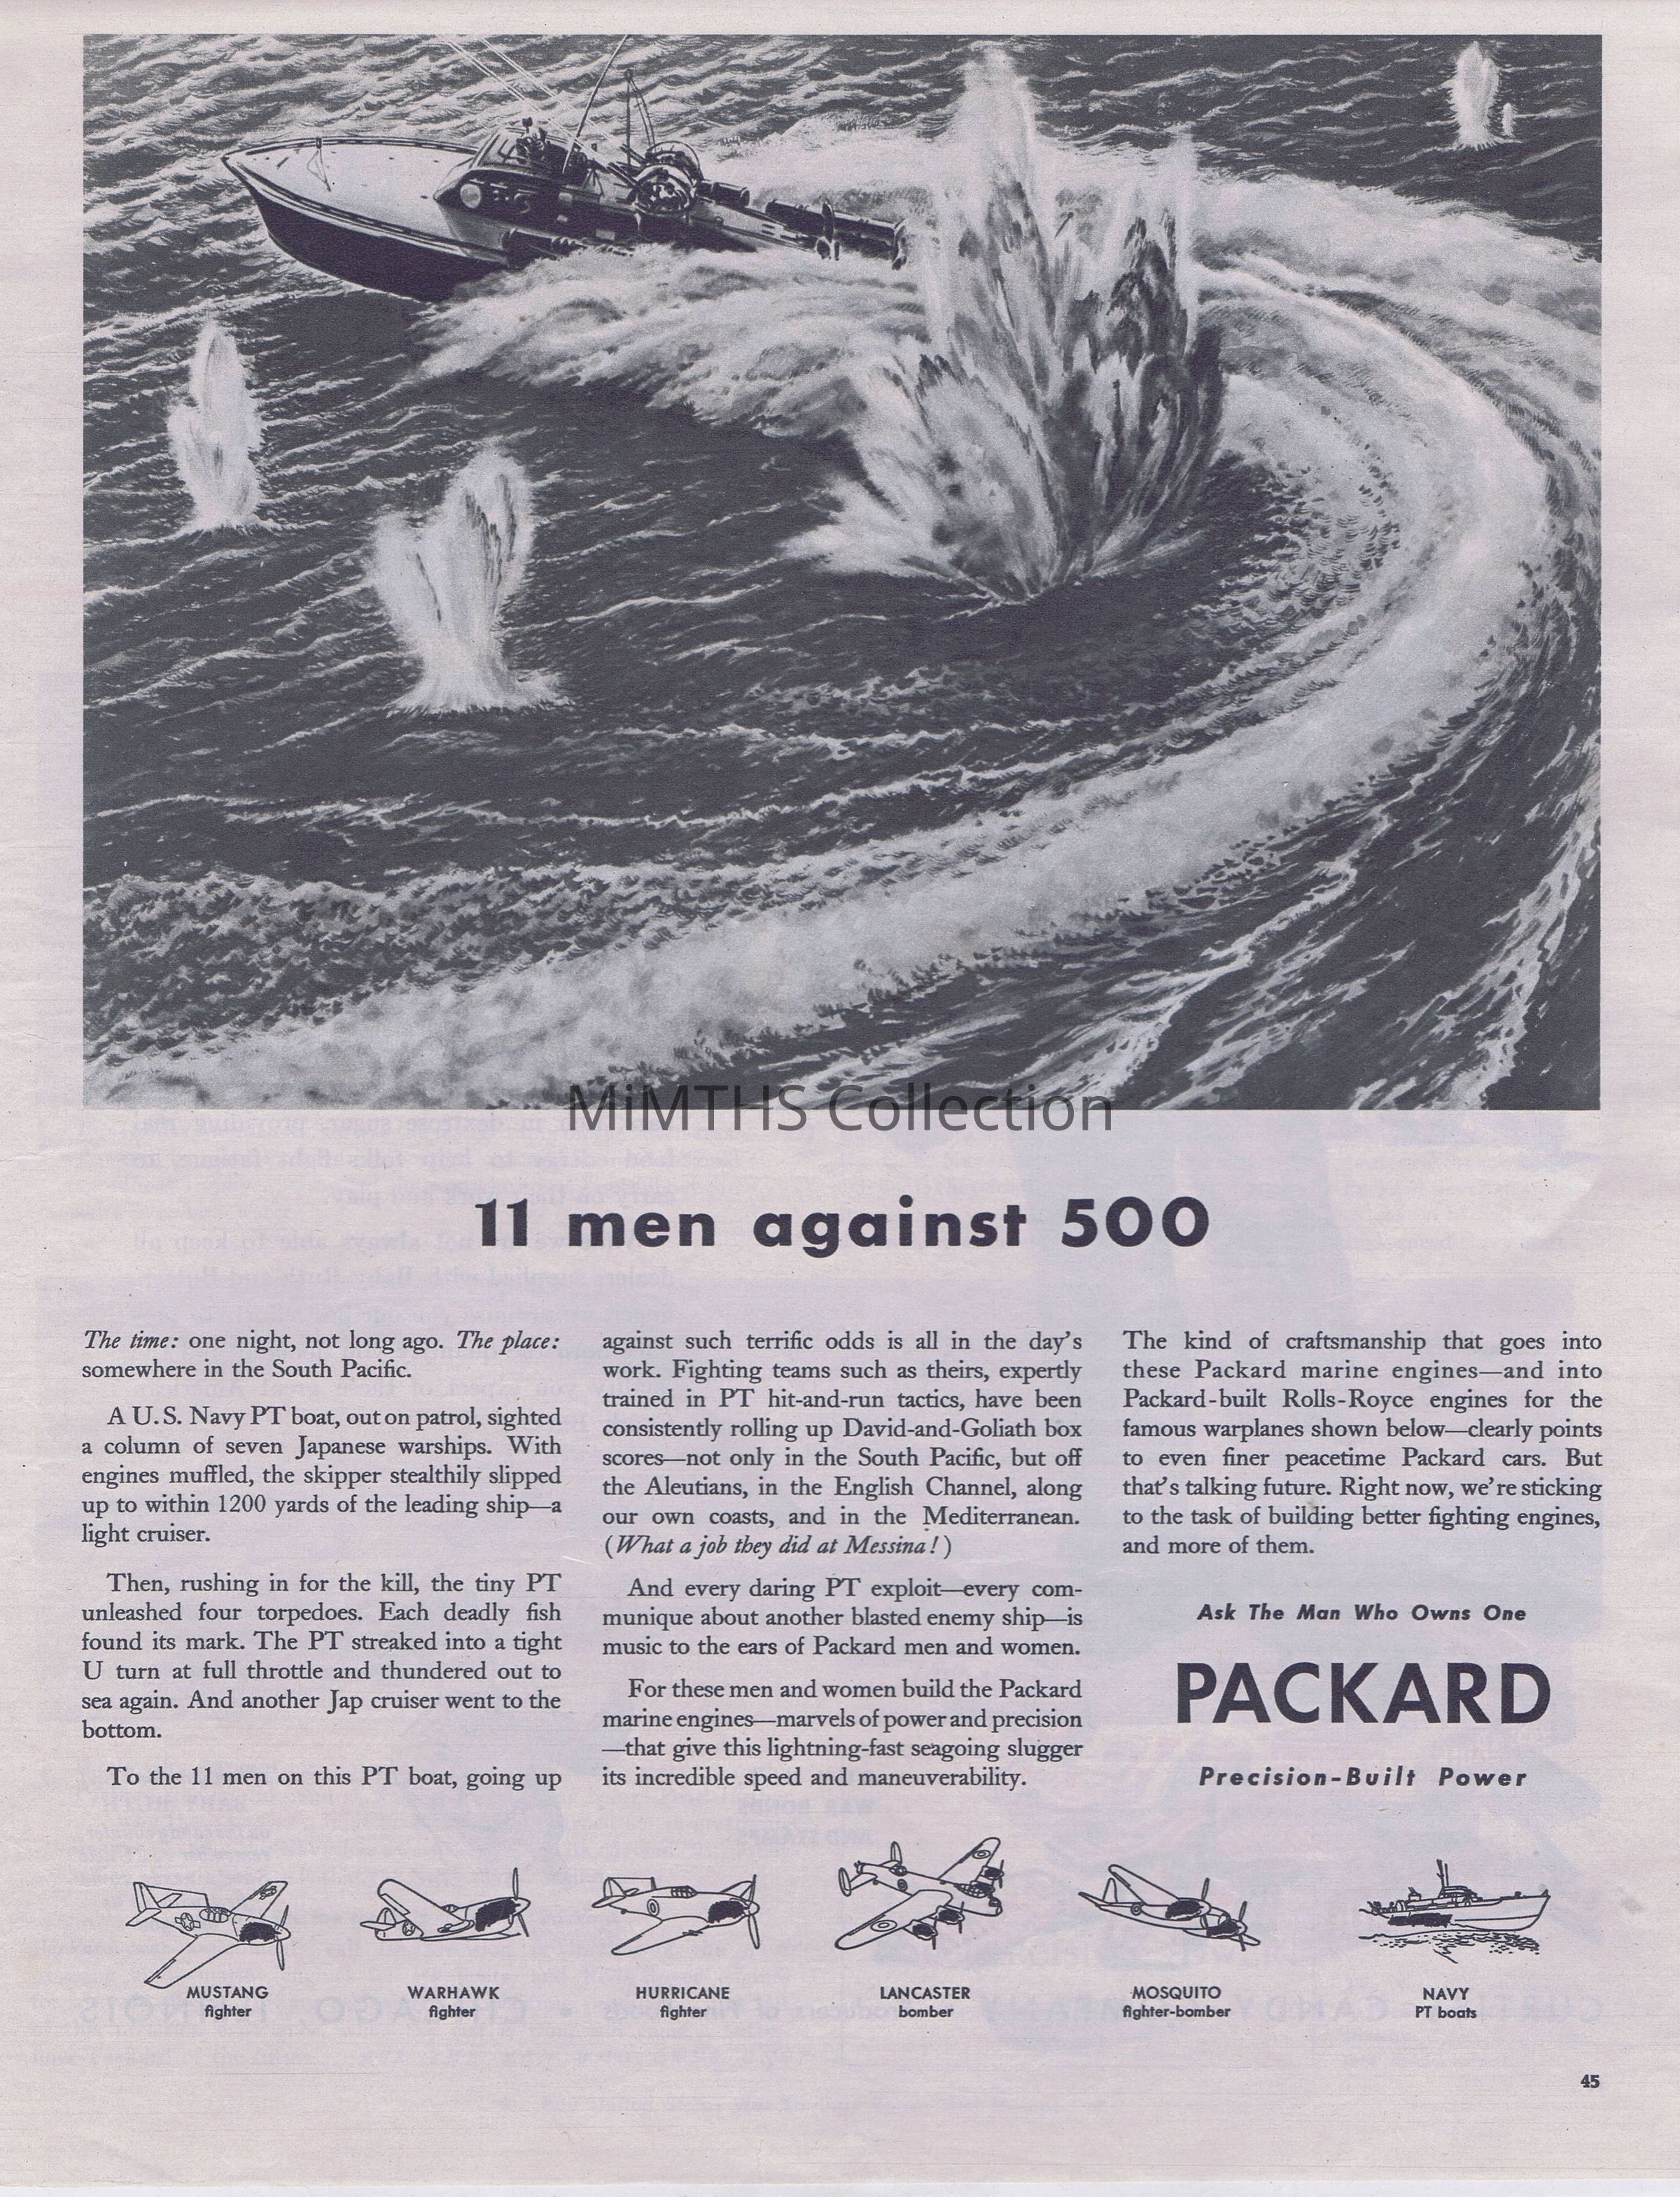 MiMTHS Collection
11 men against 500
The time: one night, not long ago. The place:
somewhere in the South Pacific.
A U. S. Navy PT boat, out on patrol, sighted
a column of seven Japanese warships. With
engines muffled, the skipper stealthily slipped
up to within 1200 yards of the leading ship—a
light cruiser.
Then, rushing in for the kill, the tiny PT
unleashed four torpedoes. Each deadly fish
found its mark. The PT streaked into a tight
U turn at full throttle and thundered out to
sea again. And another Jap cruiser went to the
bottom.
To the 11 men on this PT boat, going up
against such terrific odds is all in the day's
work. Fighting teams such as theirs, expertly
trained in PT hit-and-run tactics, have been
consistently rolling up David-and-Goliath box
scores—not only in the South Pacific, but off
the Aleutians, in the English Channel, along
our own coasts, and in the Mediterranean.
(What a job they did at Messina!)
And every daring PT exploit—every com-
munique about another blasted enemy ship—is
music to the ears of Packard men and women.
For these men and women build the Packard
marine engines—marvels of power and precision
—that give this lightning-fast seagoing slugger
its incredible speed and maneuverability.
The kind of craftsmanship that goes into
these Packard marine engines—and into
Packard-built Rolls-Royce engines for the
famous warplanes shown below—clearly points
to even finer peacetime Packard cars. But
that's talking future. Right now, we're sticking
to the task of building better fighting engines,
and more of them.
Ask The Man Who Owns One
PACKARD
Precision-Built Power
MUSTANG
fighter
WARHAWK
fighter
HURRICANE
fighter
LANCASTER
bomber
MOSQUITO
fighter-bomber
NAVY
PT boats
45